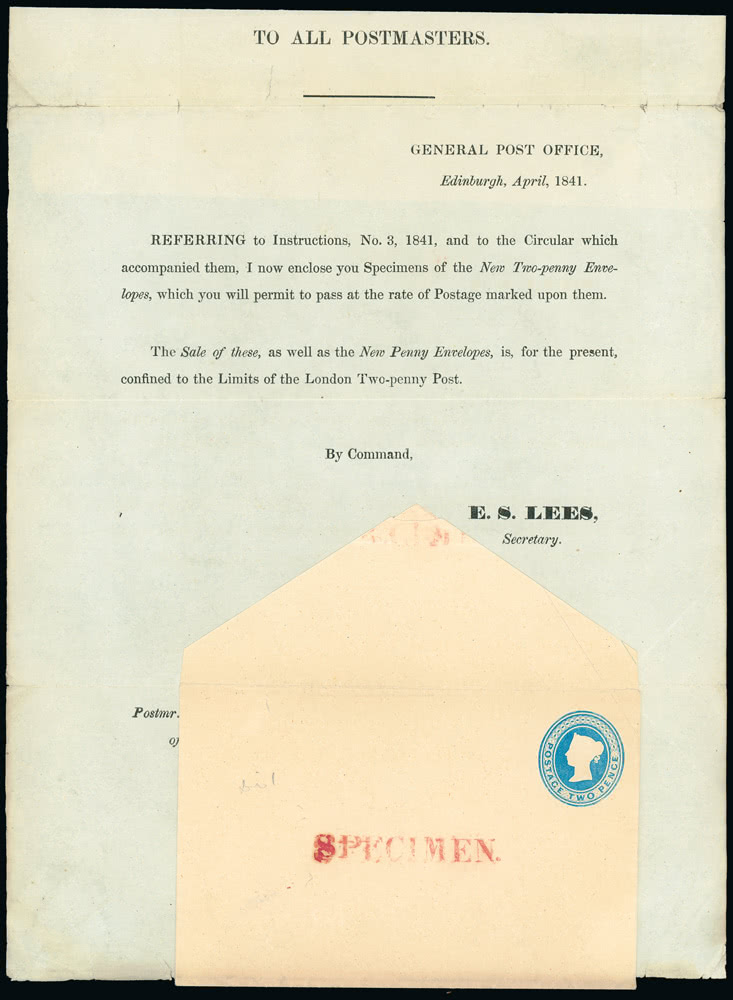 TO ALL POSTMASTERS.
GENERAL POST OFFICE,
Edinburgh, April, 1841.
REFERRING to Instructions, No. 3, 1841, and to the Circular which
accompanied them, I now enclose you Specimens of the New Two-penny Enve-
lopes, which you will permit to pass at the rate of Postage marked upon them.
The Sale of these, as well as the New Penny Envelopes, is, for the present,
confined to the Limits of the London Two-penny Post.
By Command,
E. S. LEES,
Secretary.
Postmr.
of
POSTAGE TWO PENCE
SPECIMEN.